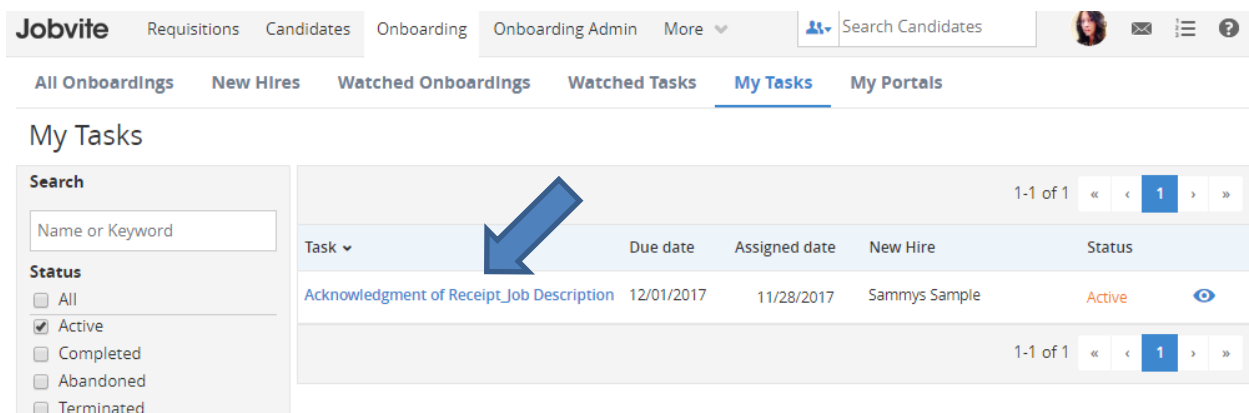 Jobvite Requisitions Candidates Onboarding Onboarding Admin More Search Candidates
All Onboardings New Hires Watched Onboardings Watched Tasks My Tasks My Portals
My Tasks
Search
Name or Keyword
Status
All
Active
Completed
Abandoned
Terminated
1-1 of 1 « ‹ 1 › »
Task Due date Assigned date New Hire Status
Acknowledgment of Receipt_Job Description 12/01/2017 11/28/2017 Sammys Sample Active
1-1 of 1 « ‹ 1 › »